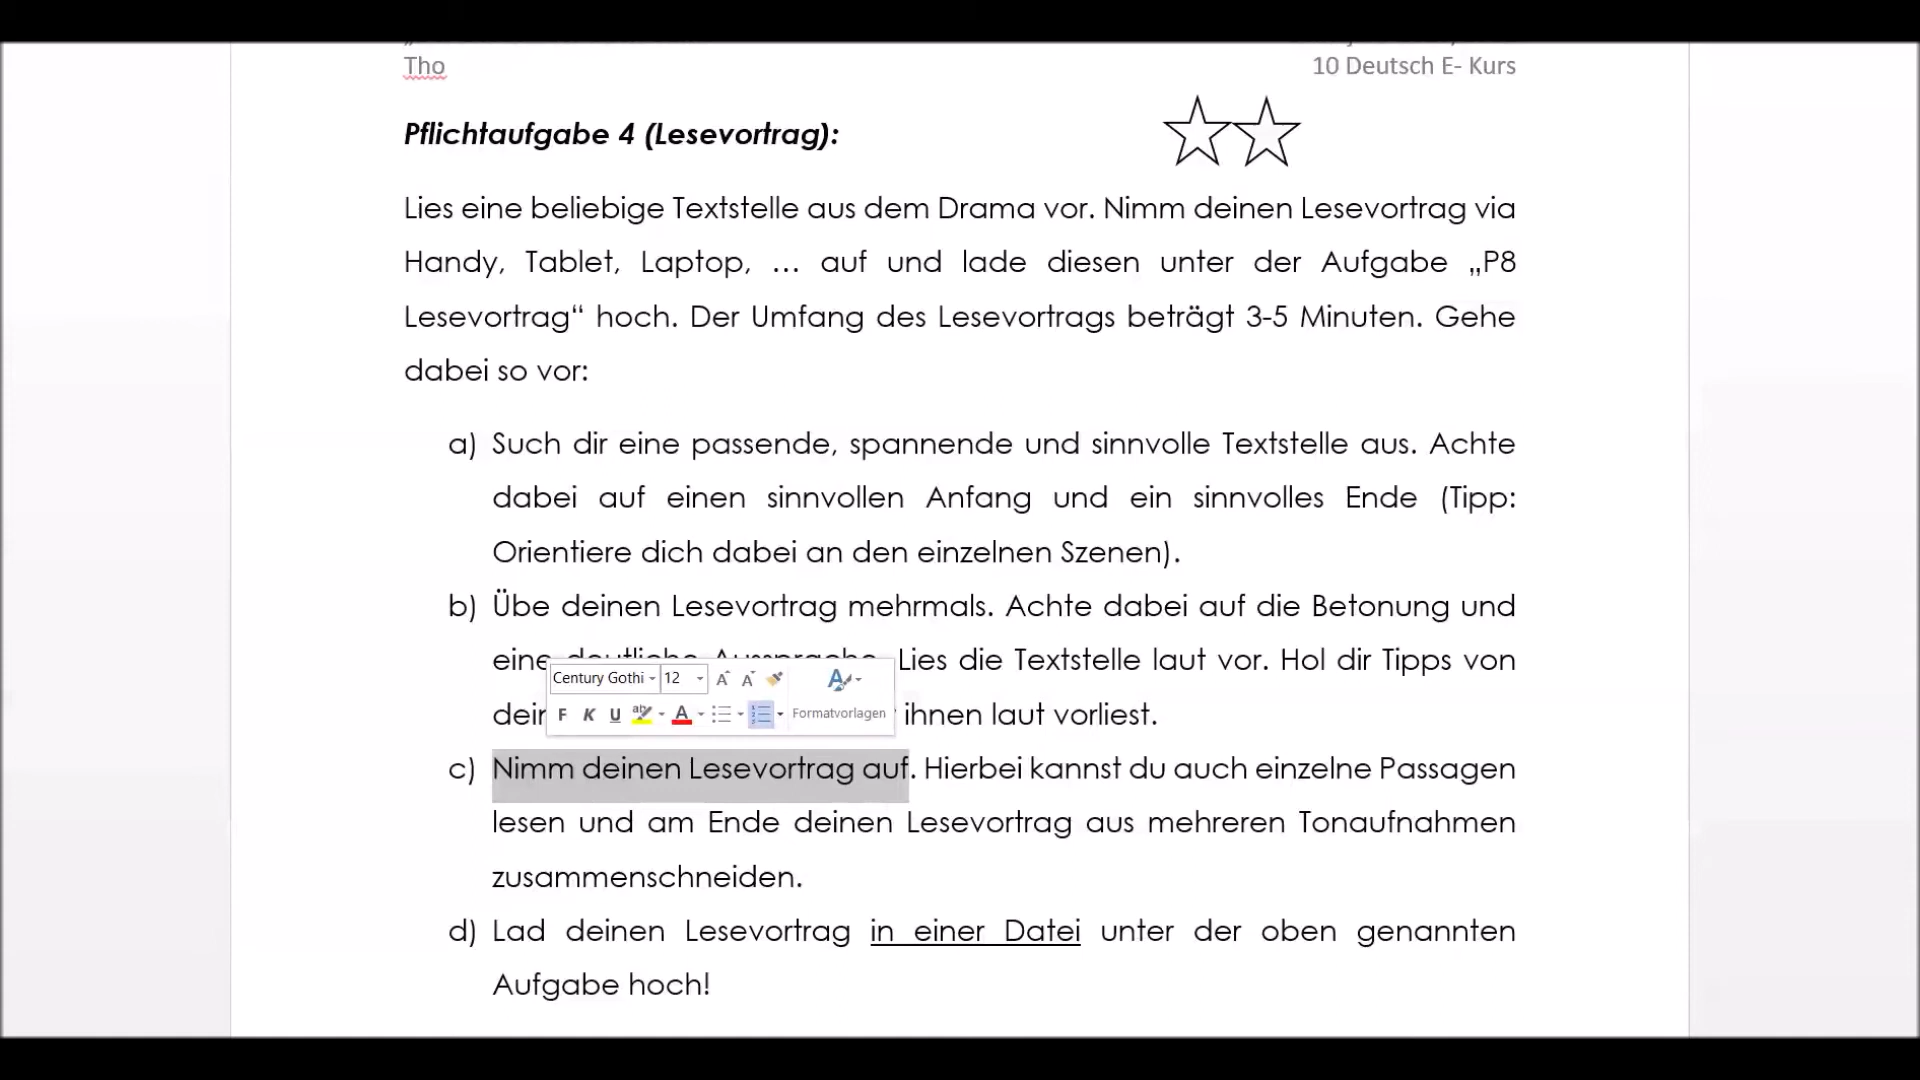 Tho
10 Deutsch E- Kurs
Pflichtaufgabe 4 (Lesevortrag):
Lies eine beliebige Textstelle aus dem Drama vor. Nimm deinen Lesevortrag via
Handy, Tablet, Laptop, … auf und lade diesen unter der Aufgabe „P8
Lesevortrag“ hoch. Der Umfang des Lesevortrags beträgt 3-5 Minuten. Gehe
dabei so vor:
a) Such dir eine passende, spannende und sinnvolle Textstelle aus. Achte
dabei auf einen sinnvollen Anfang und ein sinnvolles Ende (Tipp:
Orientiere dich dabei an den einzelnen Szenen).
b) Übe deinen Lesevortrag mehrmals. Achte dabei auf die Betonung und
eine deutliche Aussprache. Lies die Textstelle laut vor. Hol dir Tipps von
Century Gothi 12 A A A
F K U ab A Formatvorlagen
ihnen laut vorliest.
c) Nimm deinen Lesevortrag auf. Hierbei kannst du auch einzelne Passagen
lesen und am Ende deinen Lesevortrag aus mehreren Tonaufnahmen
zusammenschneiden.
d) Lad deinen Lesevortrag in einer Datei unter der oben genannten
Aufgabe hoch!